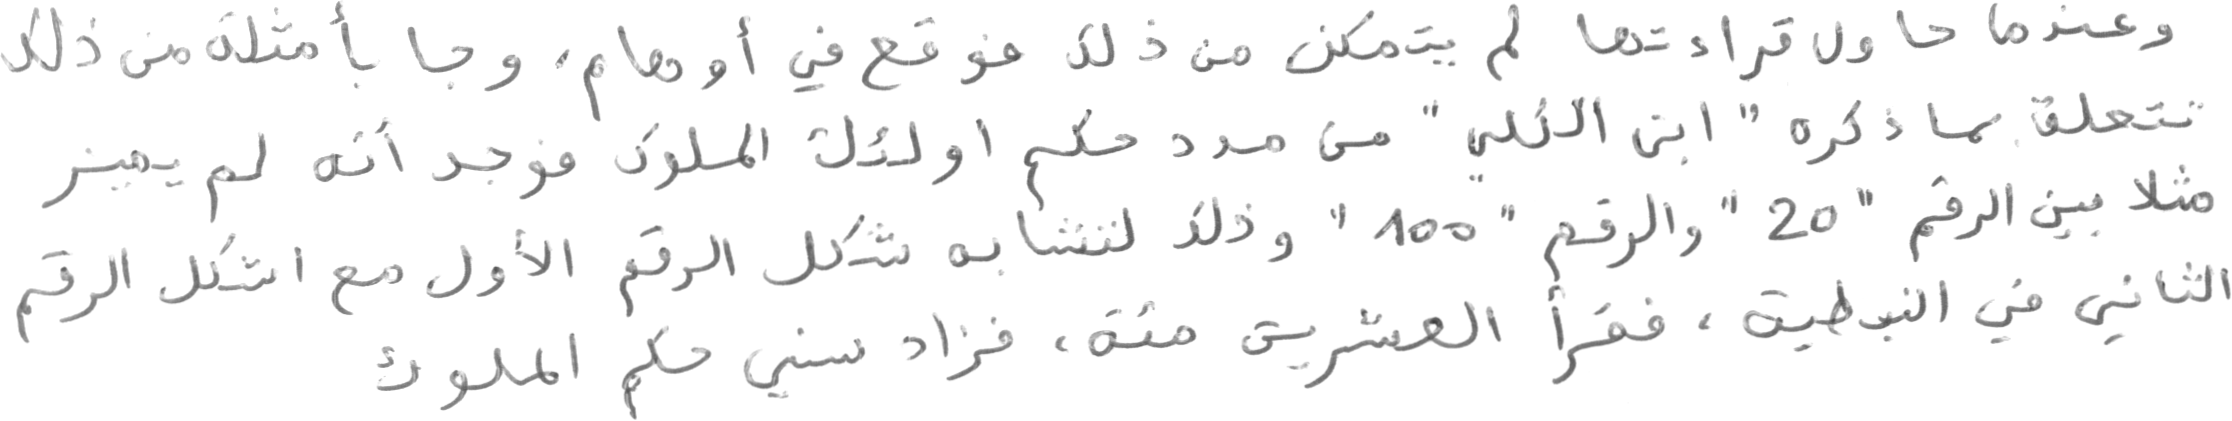 وعندما حاول قراءتها لم يتمكن من ذلك فوقع في أوهام، وجا بأمثلة من ذلك
تتعلق بما ذكره "ابن الكلبي" من مدد حكم اولئك الملوك فوجد أنه لم يميز
مثلا بين الرقم "20" والرقم "100" وذلك لتشابه شكل الرقم الأول مع اشكل الرقم
الثاني في النبطية، فقرأ العشرين مئة، فزاد سني حكم الملوك